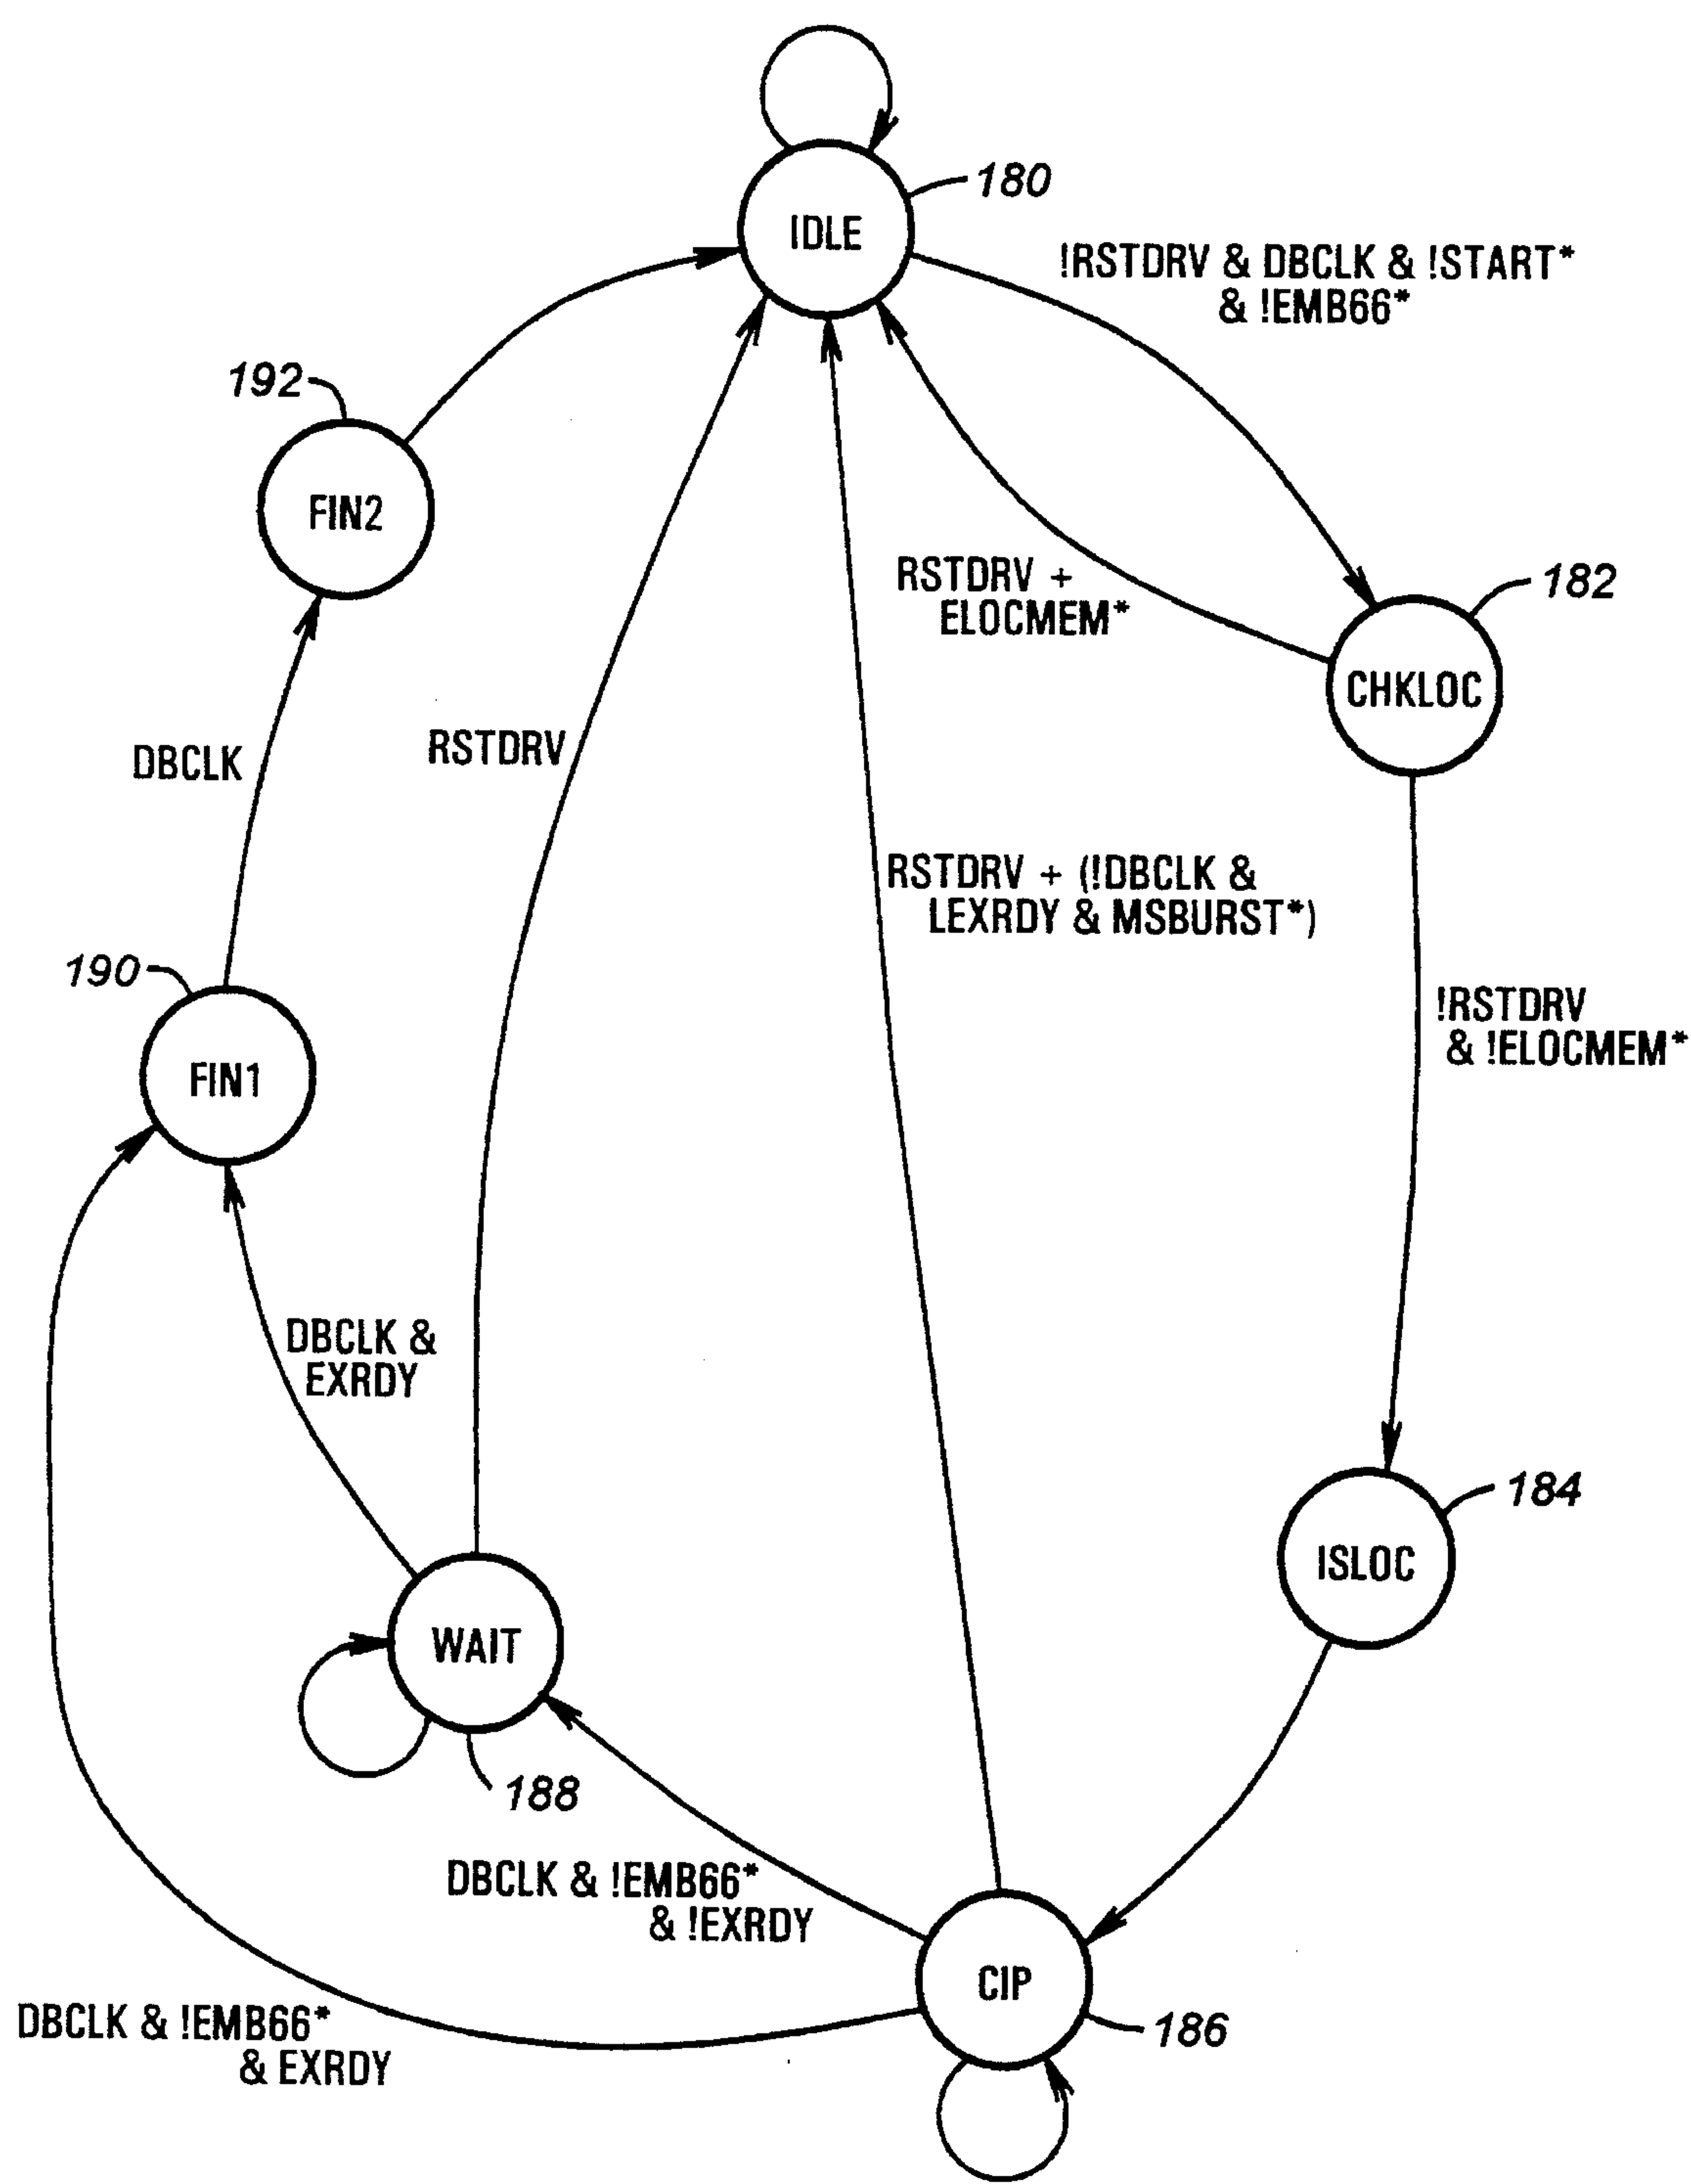 180
IDLE
!RSTDRV & DBCLK & !START*
& !EMB66*
192
FIN2
RSTDRV +
ELOCMEM*
182
CHKLOC
DBCLK
RSTDRV
RSTDRV + (!DBCLK &
LEXRDY & MSBURST*)
190
FIN1
!RSTDRV
& !ELOCMEM*
DBCLK &
EXRDY
184
ISLOC
WAIT
188
DBCLK & !EMB66*
& !EXRDY
CIP
186
DBCLK & !EMB66*
& EXRDY